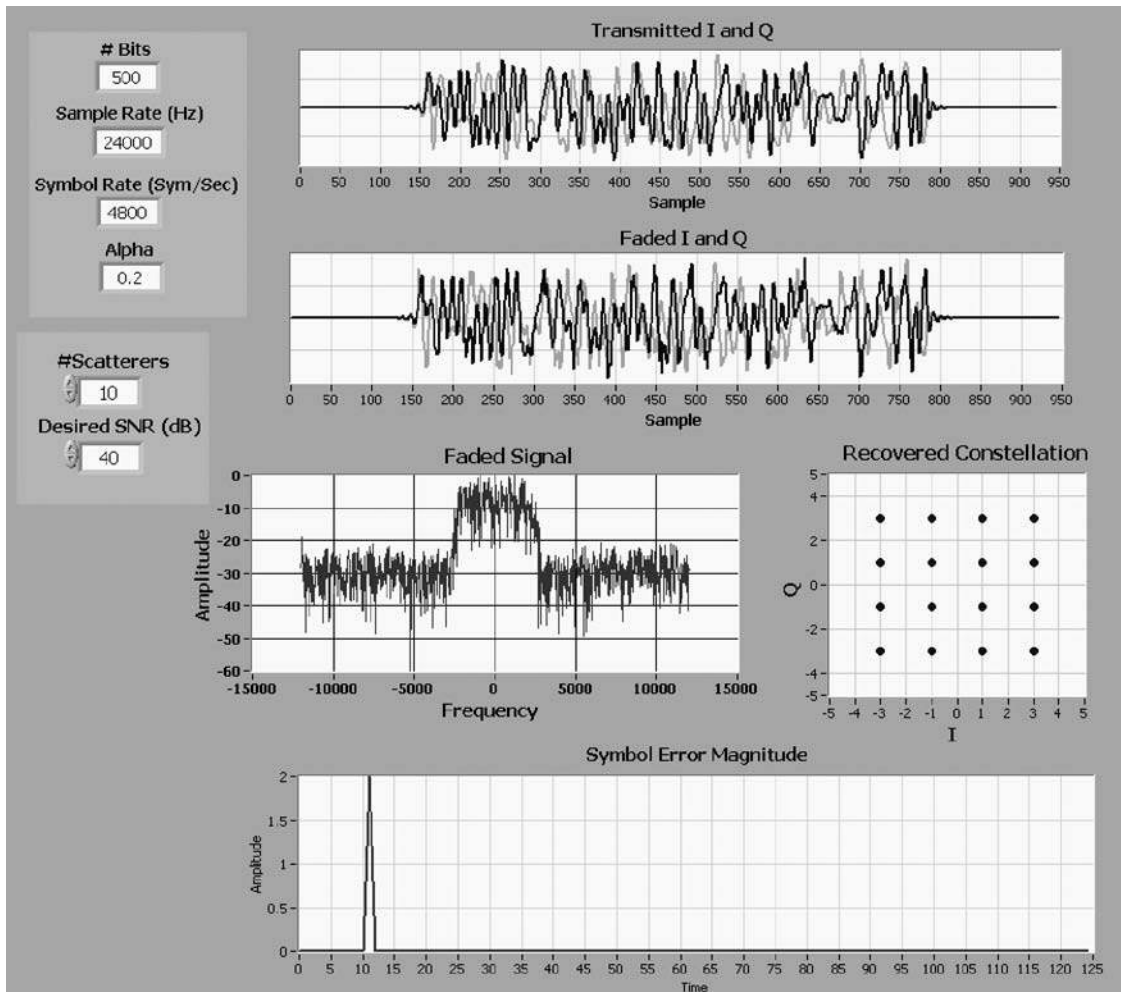 # Bits
500
Sample Rate (Hz)
24000
Symbol Rate (Sym/Sec)
4800
Alpha
0.2
#Scatterers
10
Desired SNR (dB)
40
Transmitted I and Q
0 50 100 150 200 250 300 350 400 450 500 550 600 650 700 750 800 850 900 950
Sample
Faded I and Q
0 50 100 150 200 250 300 350 400 450 500 550 600 650 700 750 800 850 900 950
Sample
Faded Signal
Amplitude
0
-10
-20
-30
-40
-50
-60
-15000 -10000 -5000 0 5000 10000 15000
Frequency
Recovered Constellation
Q
5
4
2
0
-2
-4
-5
-5 -4 -3 -2 -1 0 1 2 3 4 5
I
Symbol Error Magnitude
Amplitude
2
1.5
1
0.5
0
0 5 10 15 20 25 30 35 40 45 50 55 60 65 70 75 80 85 90 95 100 105 110 115 120 125
Time